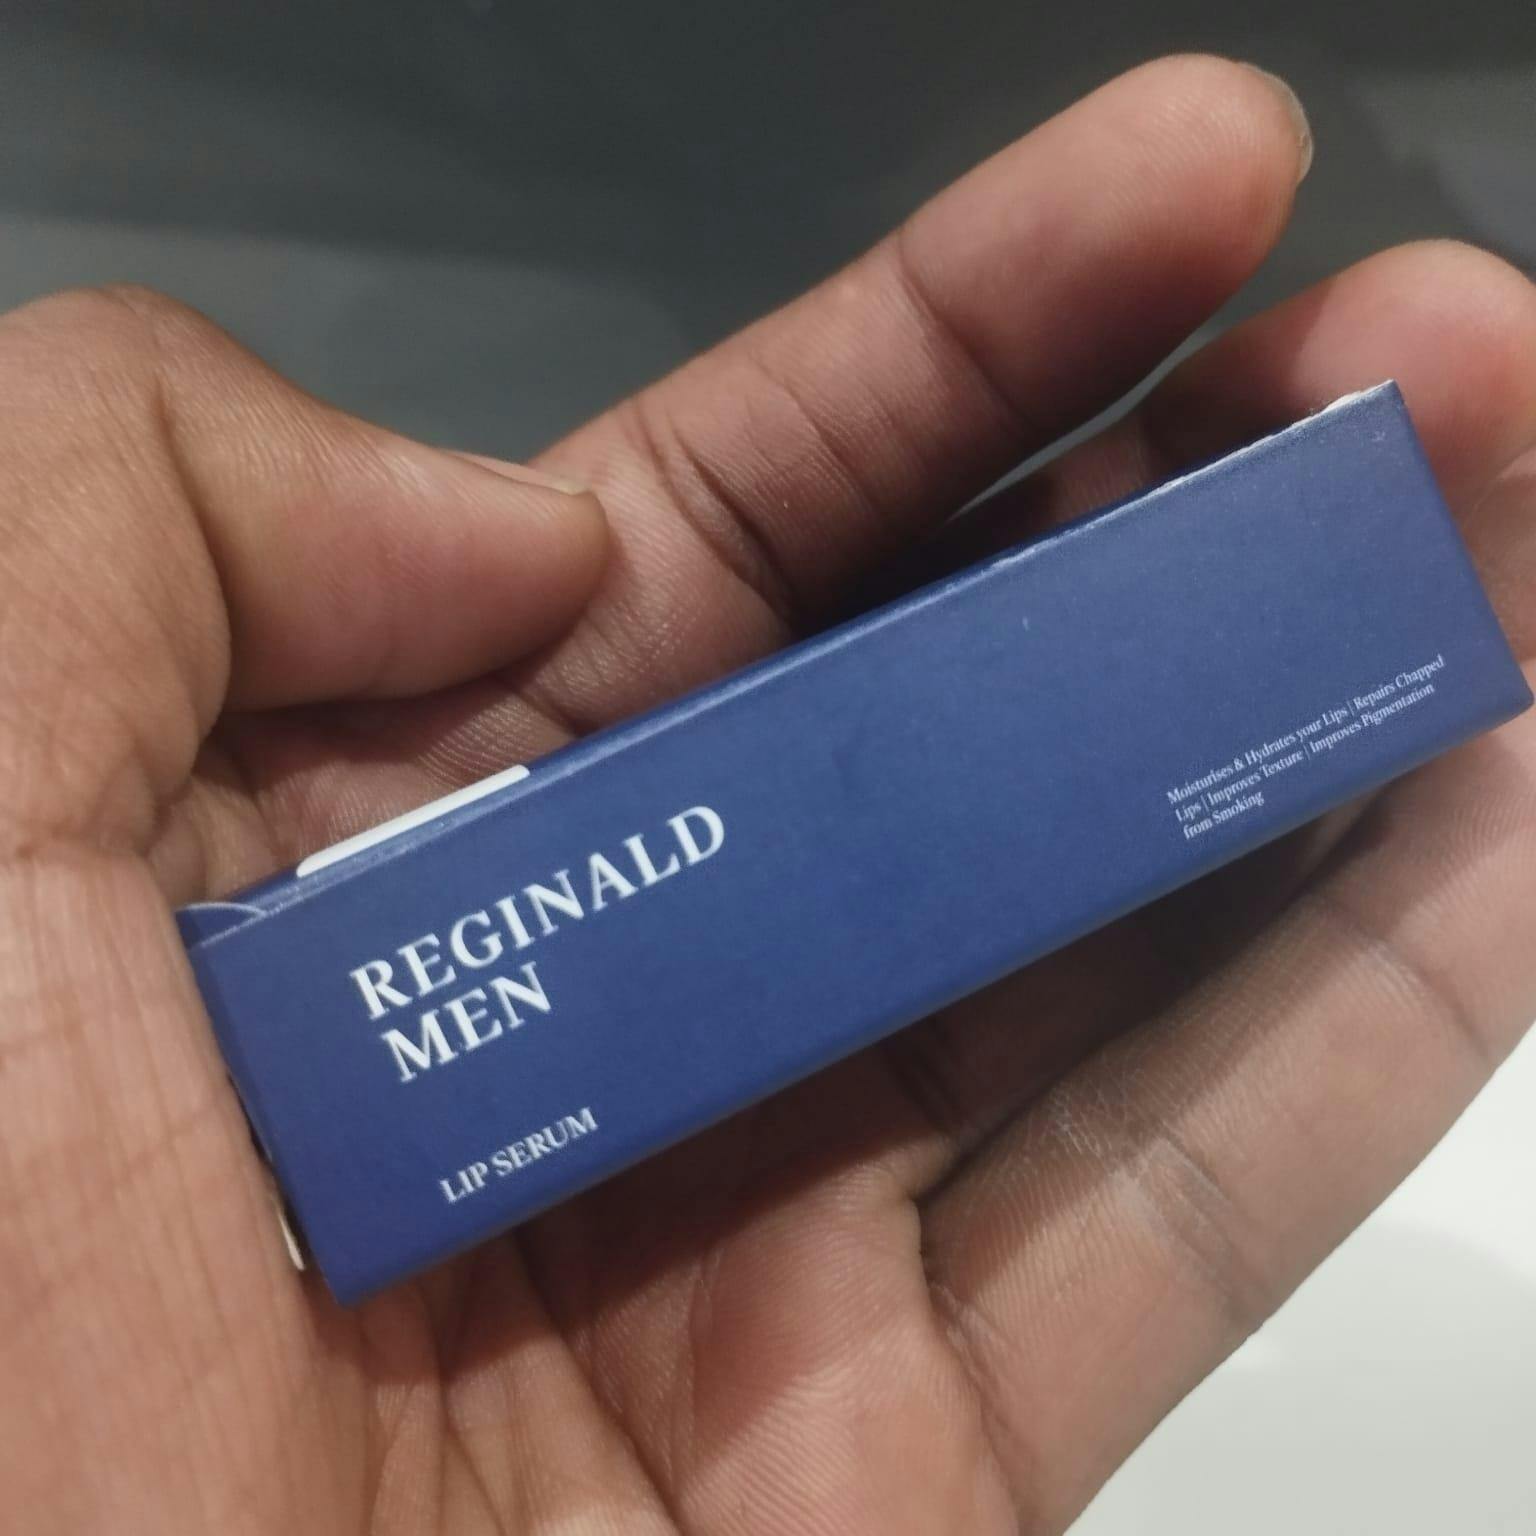 REGINALD
MEN
LIP SERUM
Moisturises & Hydrates your Lips | Repairs Chapped
Lips | Improves Texture | Improves Pigmentation
from Smoking